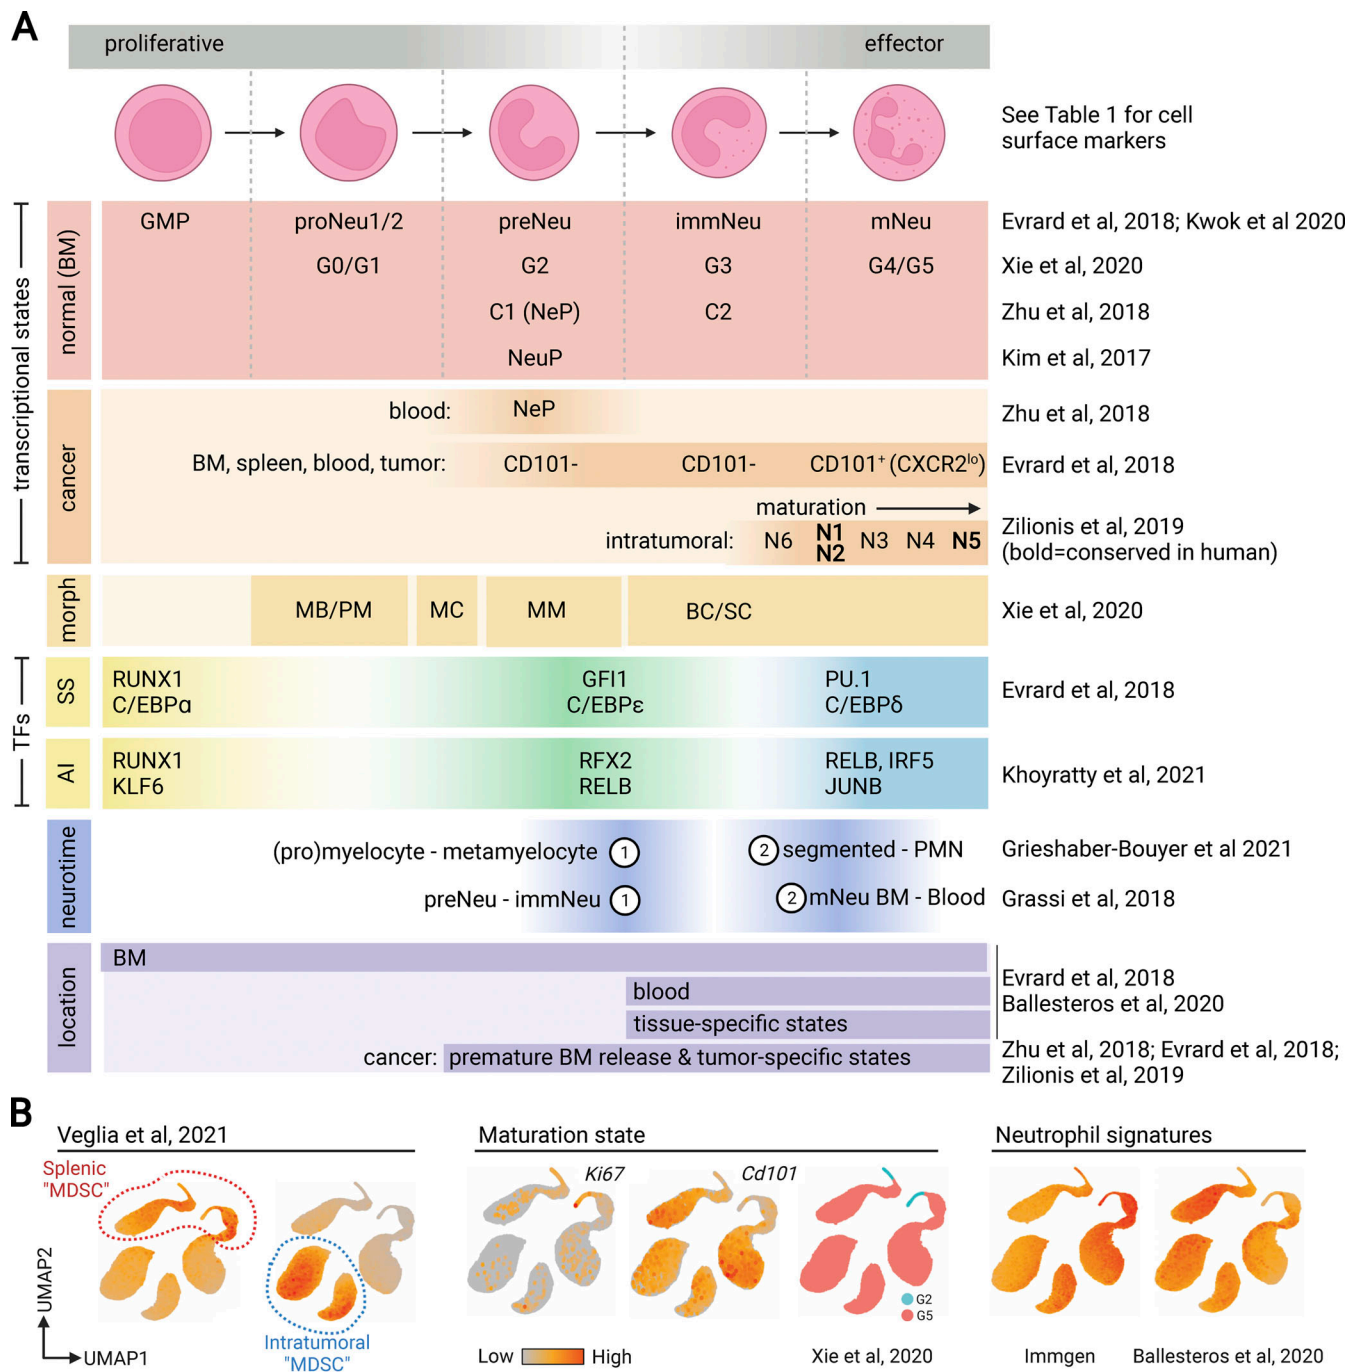 A
proliferative effector
See Table 1 for cell
surface markers
transcriptional states
normal (BM)
GMP proNeu1/2 preNeu immNeu mNeu Evrard et al, 2018; Kwok et al 2020
G0/G1 G2 G3 G4/G5 Xie et al, 2020
C1 (NeP) C2 Zhu et al, 2018
NeuP Kim et al, 2017
cancer
blood: NeP Zhu et al, 2018
BM, spleen, blood, tumor: CD101- CD101- CD101⁺ (CXCR2ˡᵒ) Evrard et al, 2018
maturation
intratumoral: N6 N1 N2 N3 N4 N5 Zilionis et al, 2019
(bold=conserved in human)
morph
MB/PM MC MM BC/SC Xie et al, 2020
TFs
SS
RUNX1 GFI1 PU.1
C/EBPα C/EBPε C/EBPδ
Evrard et al, 2018
AI
RUNX1 RFX2 RELB, IRF5
KLF6 RELB JUNB
Khoyratty et al, 2021
neurotime
(pro)myelocyte - metamyelocyte 1 2 segmented - PMN Grieshaber-Bouyer et al 2021
preNeu - immNeu 1 2 mNeu BM - Blood Grassi et al, 2018
location
BM
blood
tissue-specific states
Evrard et al, 2018
Ballesteros et al, 2020
cancer: premature BM release & tumor-specific states
Zhu et al, 2018; Evrard et al, 2018;
Zilionis et al, 2019
B
Veglia et al, 2021 Maturation state Neutrophil signatures
Splenic
"MDSC"
Ki67 Cd101
G2
G5
UMAP2
UMAP1
Intratumoral
"MDSC"
Low High
Xie et al, 2020
Immgen
Ballesteros et al, 2020